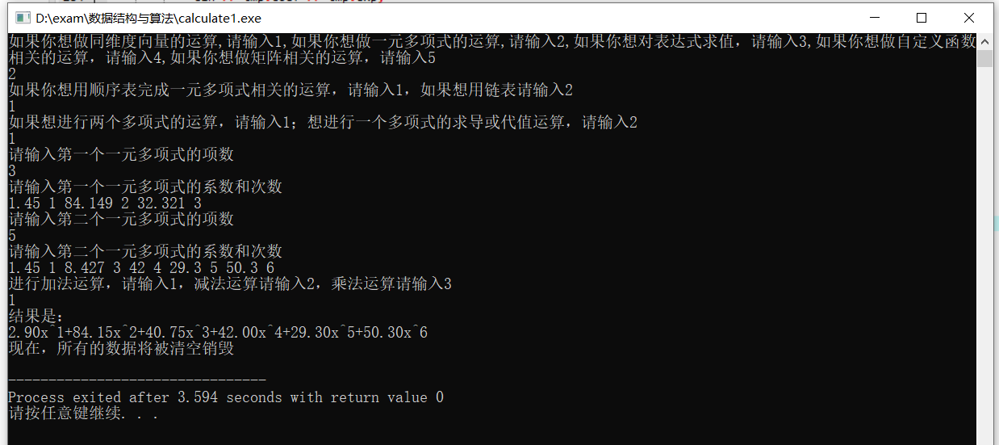 D:\exam\数据结构与算法\calculate1.exe
如果你想做同维度向量的运算,请输入1,如果你想做一元多项式的运算,请输入2,如果你想对表达式求值，请输入3,如果你想做自定义函数
相关的运算，请输入4,如果你想做矩阵相关的运算，请输入5
2
如果你想用顺序表完成一元多项式相关的运算，请输入1，如果想用链表请输入2
1
如果想进行两个多项式的运算，请输入1；想进行一个多项式的求导或代值运算，请输入2
1
请输入第一个一元多项式的项数
3
请输入第一个一元多项式的系数和次数
1.45 1 84.149 2 32.321 3
请输入第二个一元多项式的项数
5
请输入第二个一元多项式的系数和次数
1.45 1 8.427 3 42 4 29.3 5 50.3 6
进行加法运算，请输入1，减法运算请输入2，乘法运算请输入3
1
结果是：
2.90x^1+84.15x^2+40.75x^3+42.00x^4+29.30x^5+50.30x^6
现在，所有的数据将被清空销毁
--------------------------------
Process exited after 3.594 seconds with return value 0
请按任意键继续. . .